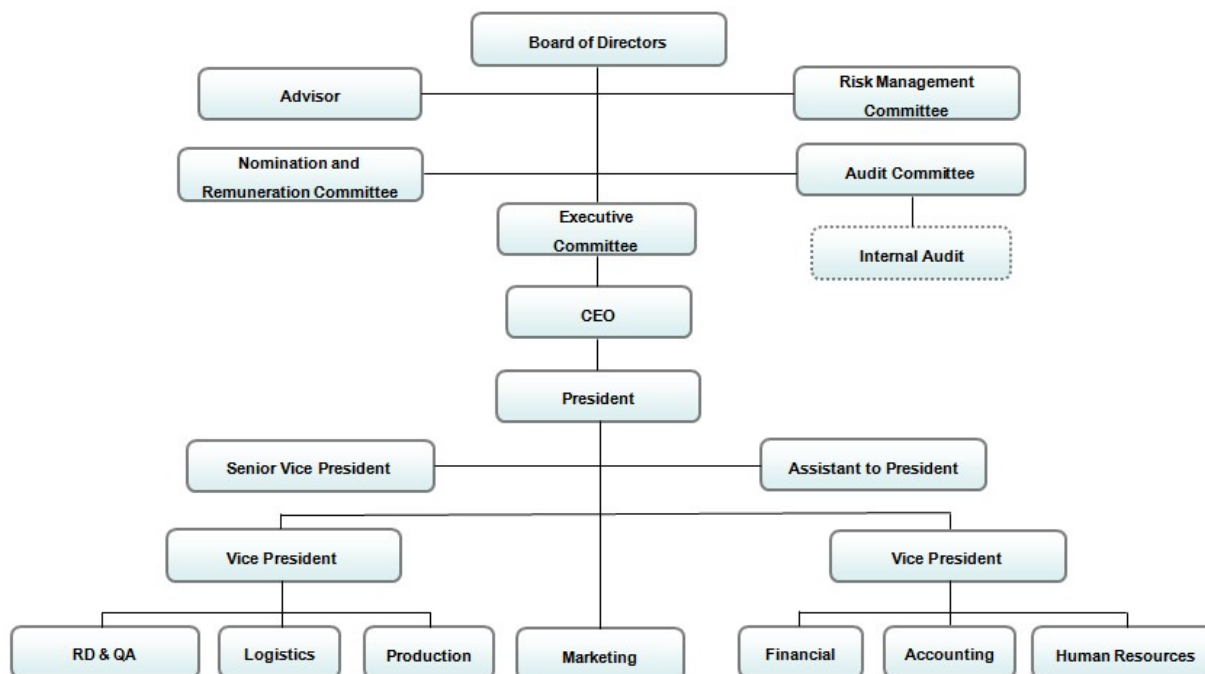 Board of Directors
Advisor
Risk Management
Committee
Nomination and
Remuneration Committee
Audit Committee
Executive
Committee
Internal Audit
CEO
President
Senior Vice President
Assistant to President
Vice President
Vice President
RD & QA
Logistics
Production
Marketing
Financial
Accounting
Human Resources